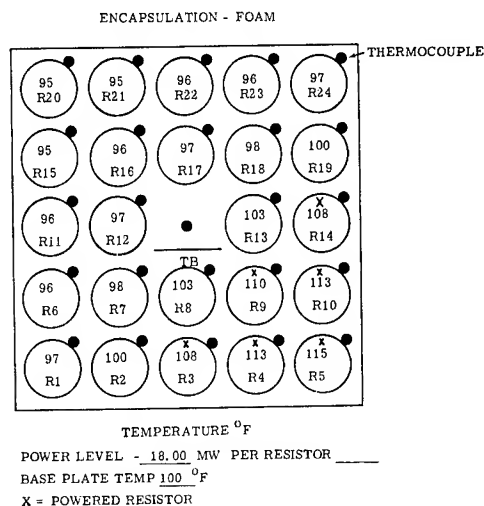 ENCAPSULATION - FOAM
THERMOCOUPLE
95 95 96 96 97
R20 R21 R22 R23 R24
95 96 97 98 100
R15 R16 R17 R18 R19
X
96 97 103 108
R11 R12 R13 R14
TB
X X
96 98 103 110 113
R6 R7 R8 R9 R10
X X X
97 100 108 113 115
R1 R2 R3 R4 R5
TEMPERATURE °F
POWER LEVEL - 18.00 MW PER RESISTOR
BASE PLATE TEMP 100 °F
X = POWERED RESISTOR